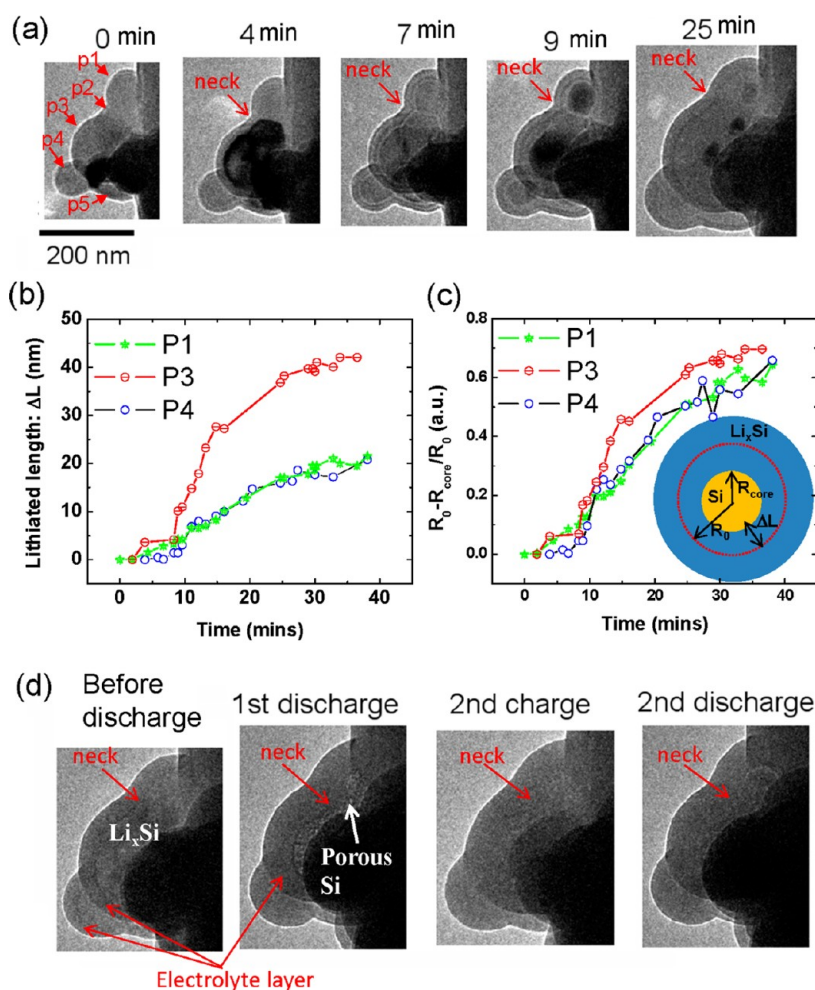 (a)
0 min
4 min
7 min
9 min
25 min
p1
p2
p3
p4
p5
neck
neck
neck
neck
200 nm
(b)
Lithiated length: ΔL (nm)
50
40
30
20
10
0
P1
P3
P4
0 10 20 30 40
Time (mins)
(c)
R0-Rcore/R0 (a.u.)
0.8
0.6
0.4
0.2
0.0
P1
P3
P4
LixSi
Si
Rcore
R0
ΔL
0 10 20 30 40
Time (mins)
(d)
Before
discharge
1st discharge
2nd charge
2nd discharge
neck
neck
neck
neck
LixSi
Porous
Si
Electrolyte layer